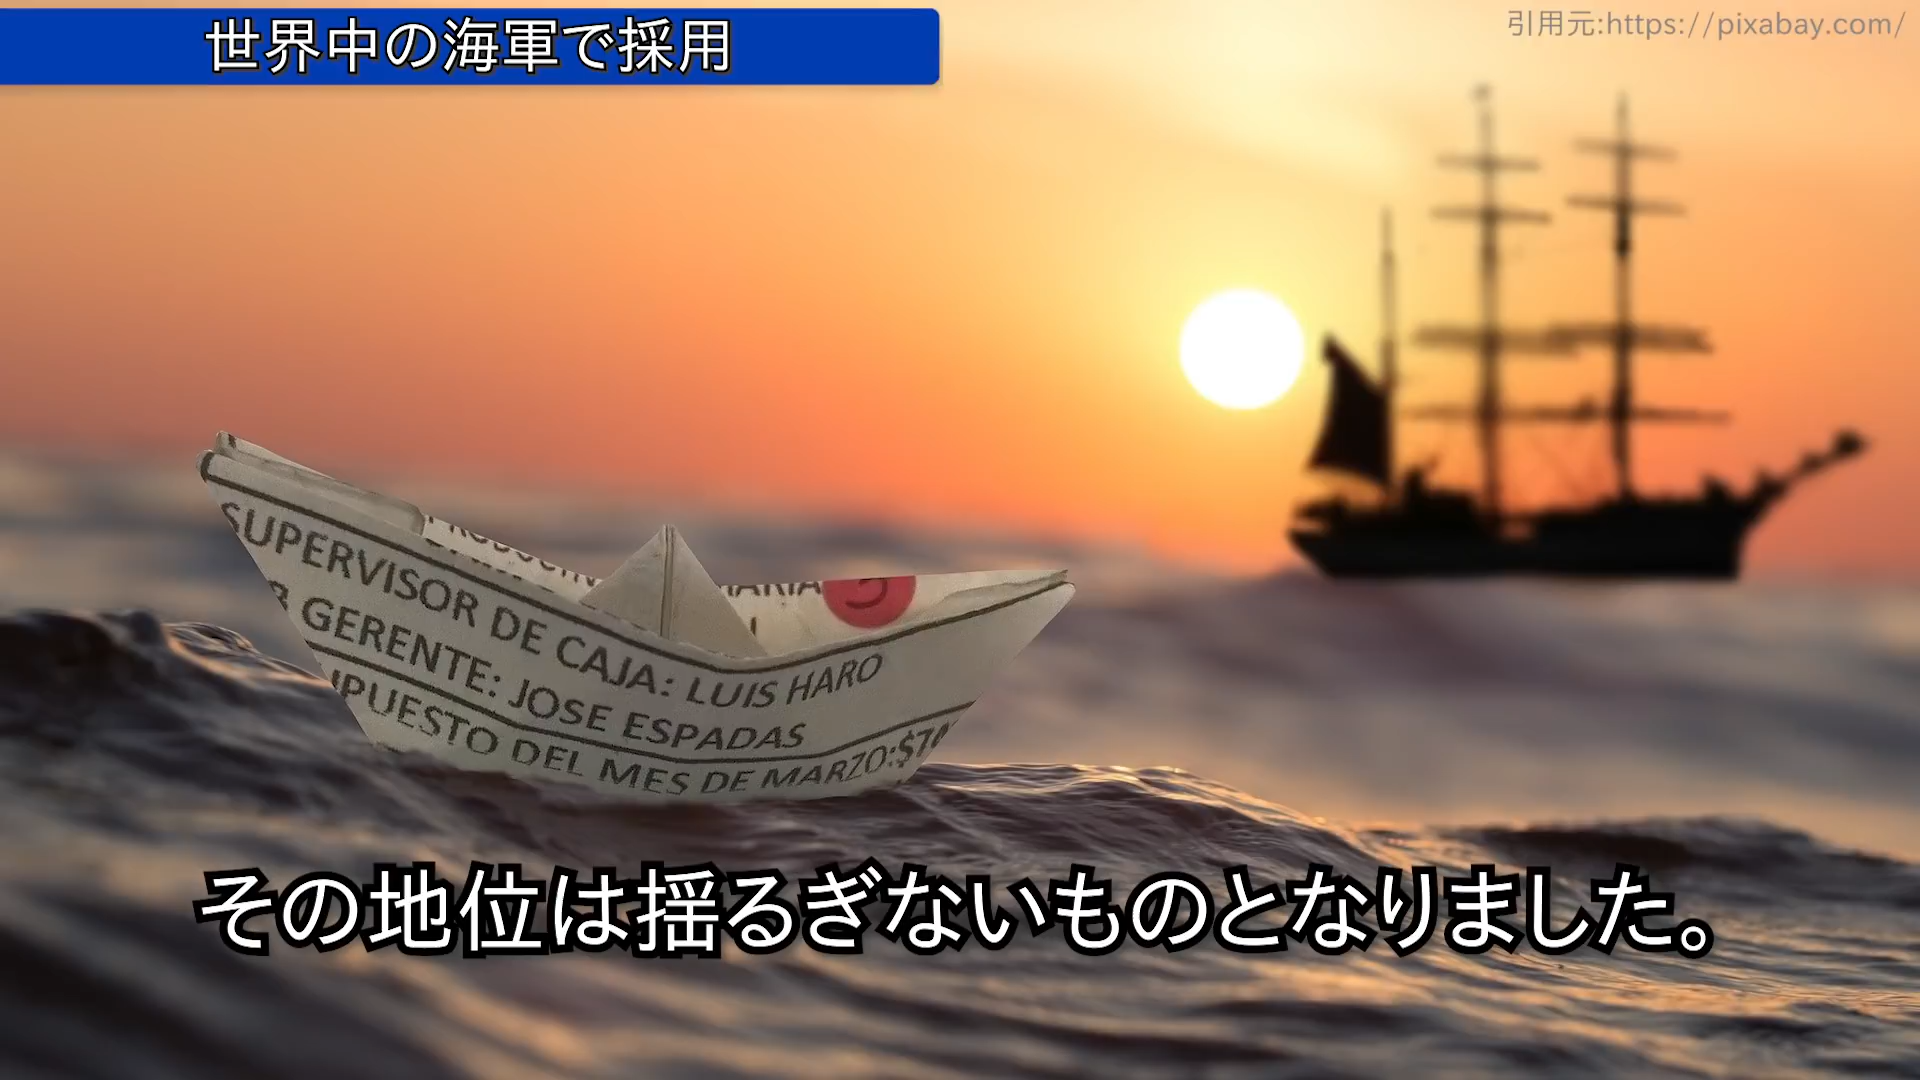 世界中の海軍で採用
引用元:https://pixabay.com/
SUPERVISOR DE CAJA: LUIS HARO
GERENTE: JOSE ESPADAS
DEL MES DE MARZO:
その地位は揺るぎないものとなりました。